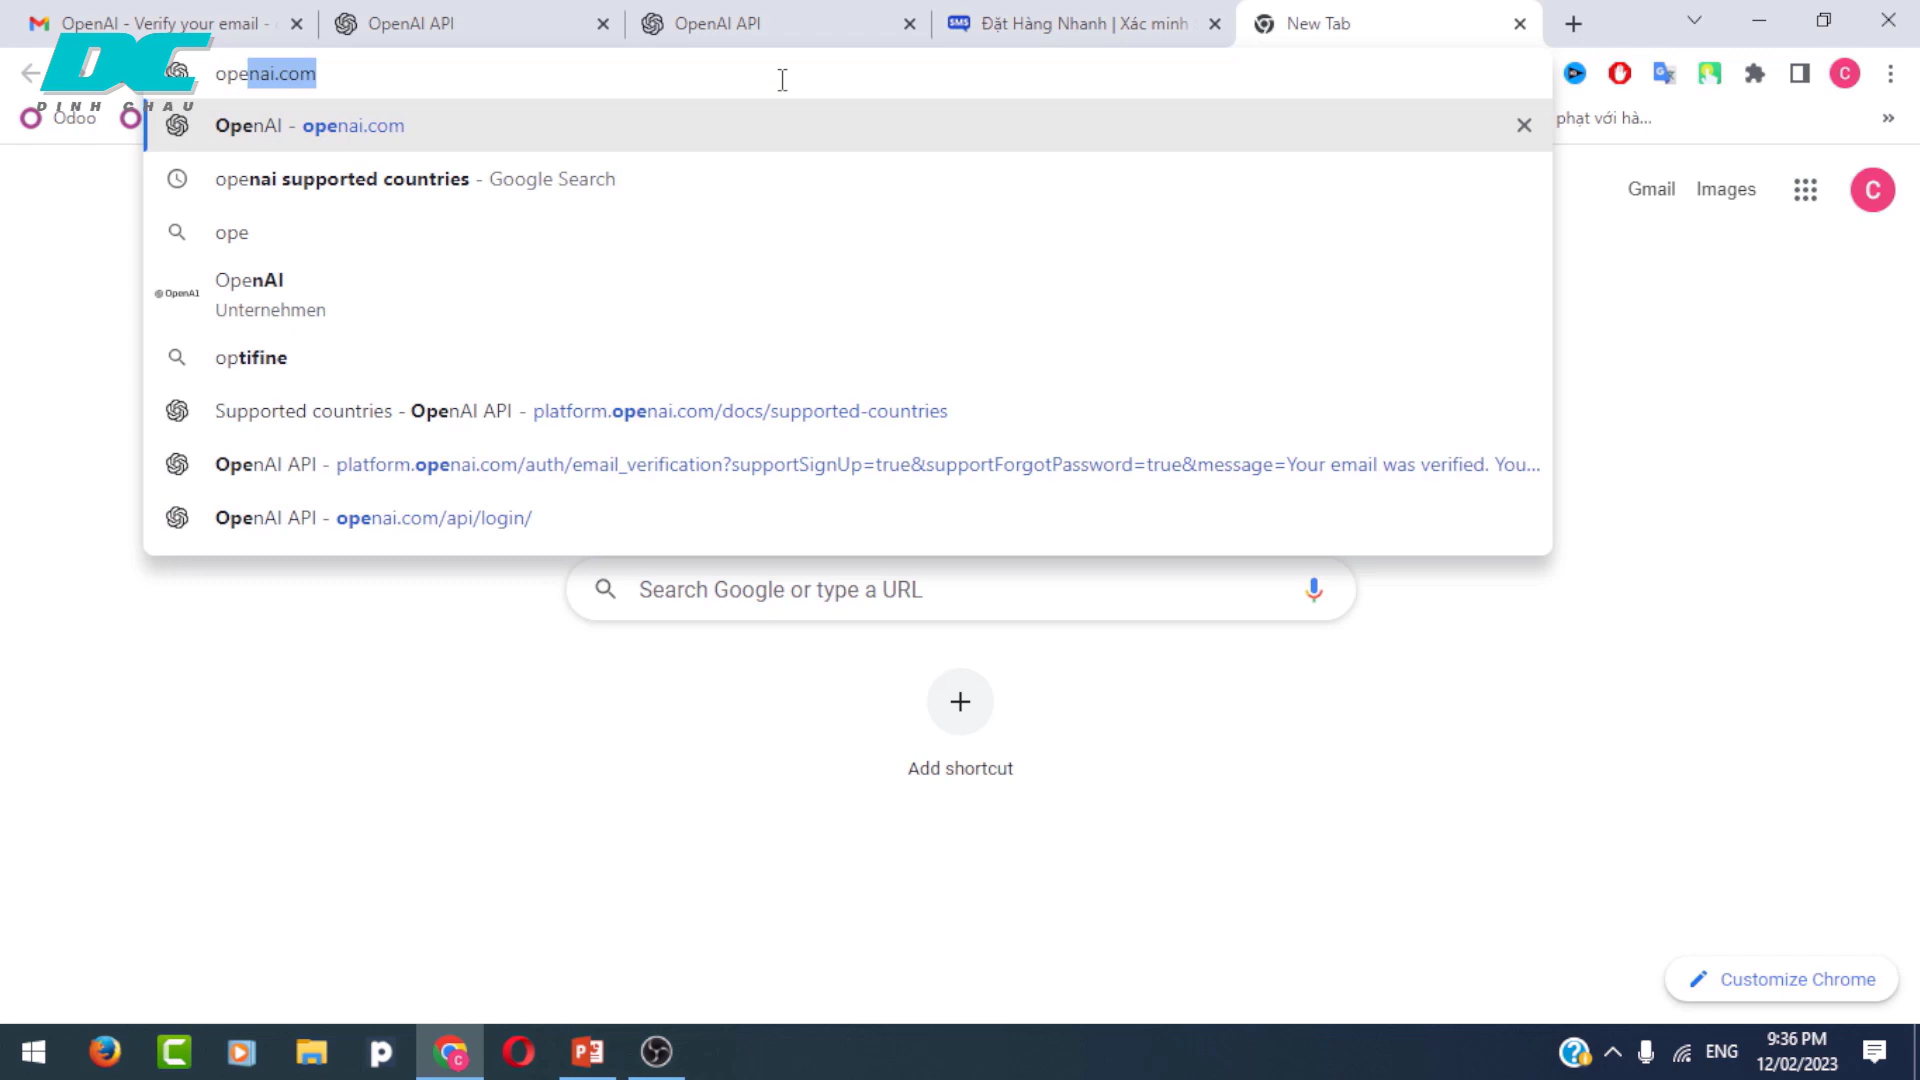 OpenAI - Verify your email -
OpenAI API
OpenAI API
Đặt Hàng Nhanh | Xác minh
New Tab
DC
DINH CHAU
openai.com
C
Odoo
phạt với hà...
»
OpenAI - openai.com
openai supported countries - Google Search
ope
OpenAI
OpenAI
Unternehmen
optifine
Supported countries - OpenAI API - platform.openai.com/docs/supported-countries
OpenAI API - platform.openai.com/auth/email_verification?supportSignUp=true&supportForgotPassword=true&message=Your email was verified. You...
OpenAI API - openai.com/api/login/
Gmail
Images
C
Search Google or type a URL
Add shortcut
Customize Chrome
ENG
9:36 PM
12/02/2023